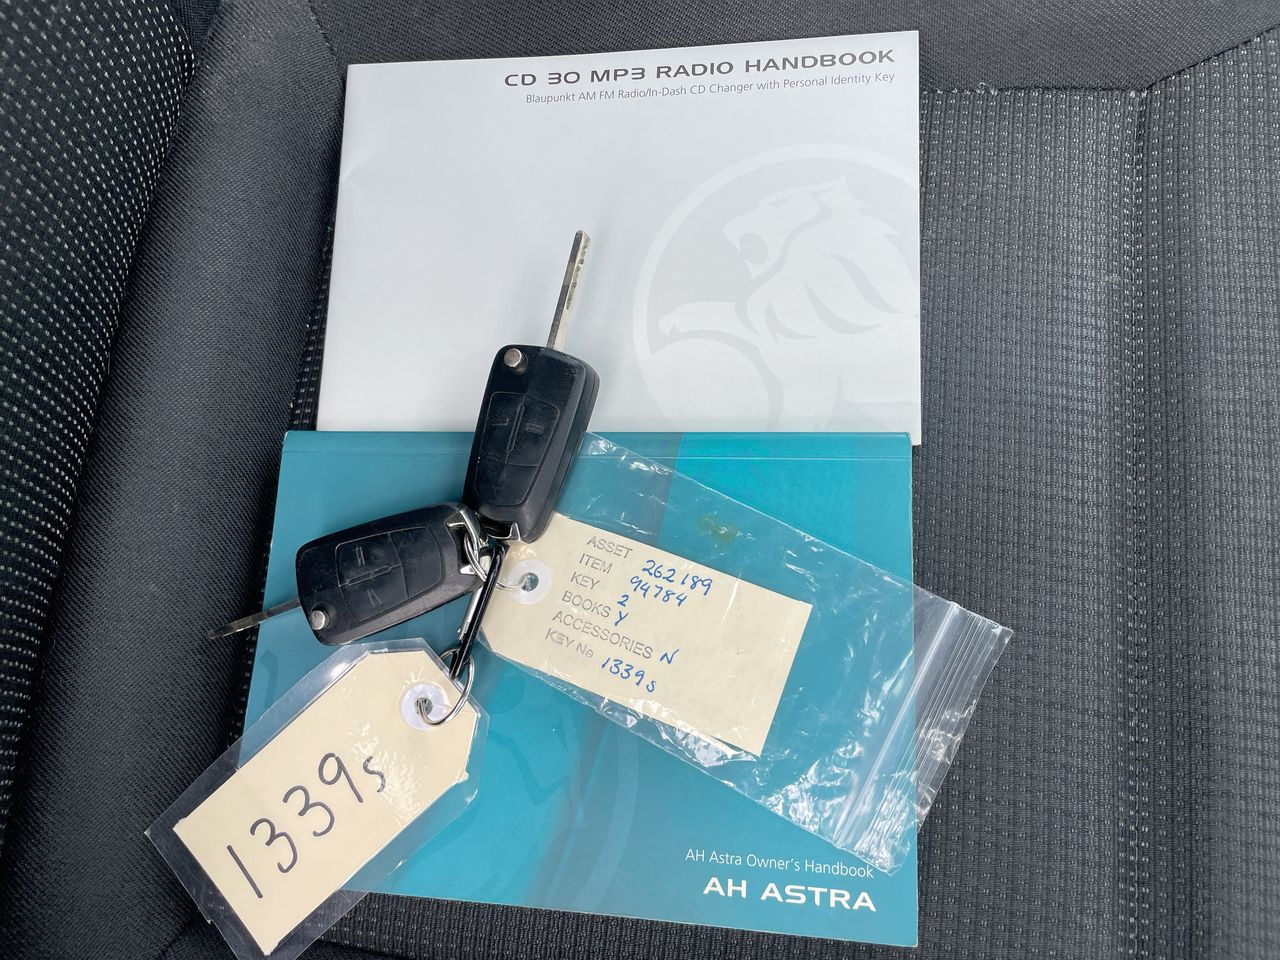 CD 30 MP3 RADIO HANDBOOK
Blaupunkt AM FM Radio/In-Dash CD Changer with Personal Identity Key
ASSET 262189
ITEM 94784
KEY 2
BOOKS Y
ACCESSORIES N
KEY No 1339s
1339s
AH Astra Owner's Handbook
AH ASTRA